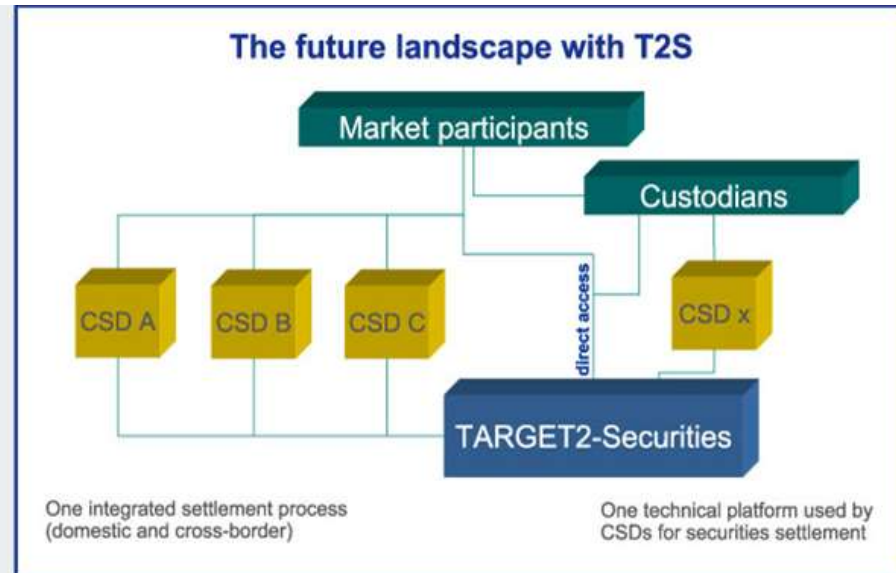 The future landscape with T2S
Market participants
Custodians
CSD A
CSD B
CSD C
direct access
CSD x
TARGET2-Securities
One integrated settlement process
(domestic and cross-border)
One technical platform used by
CSDs for securities settlement